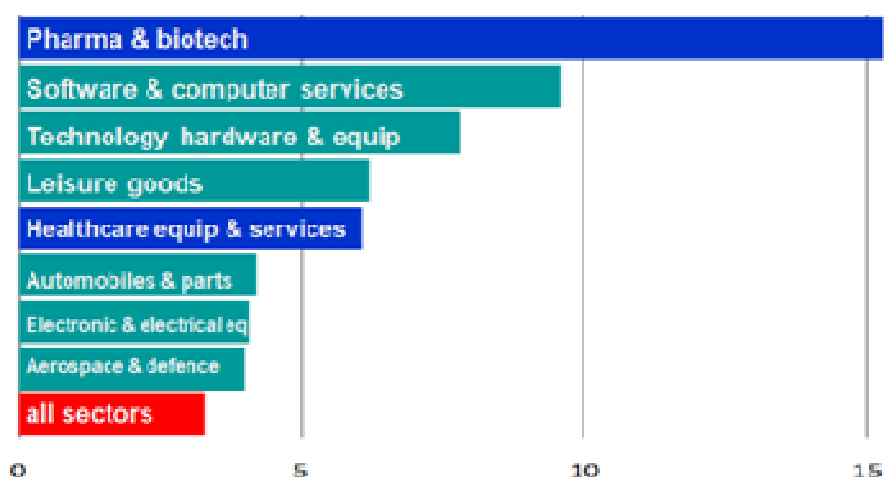 Pharma & biotech
Software & computer services
Technology hardware & equip
Leisure goods
Healthcare equip & services
Automobiles & parts
Electronic & electrical eq
Aerospace & defence
all sectors
0 5 10 15